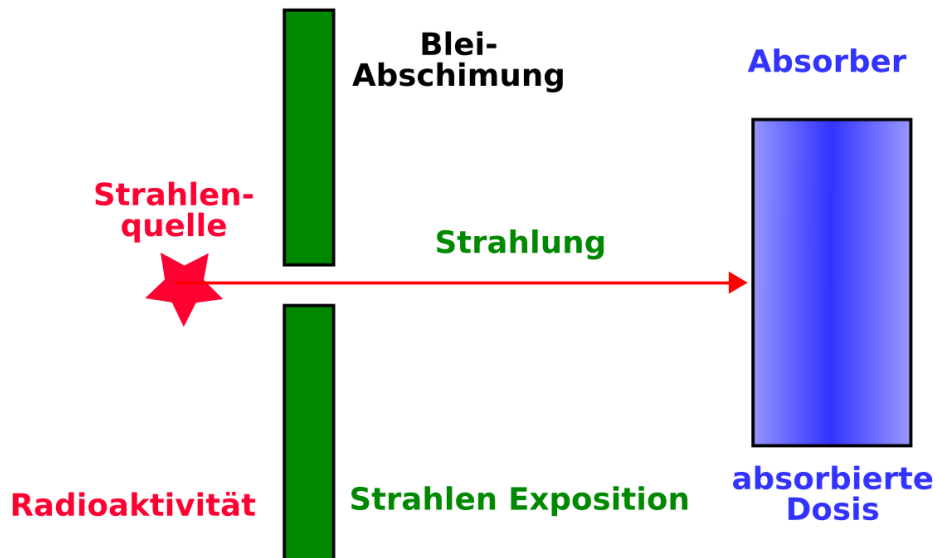 Blei-
Abschimung
Absorber
Strahlen-
quelle
Strahlung
Radioaktivität
Strahlen Exposition
absorbierte
Dosis